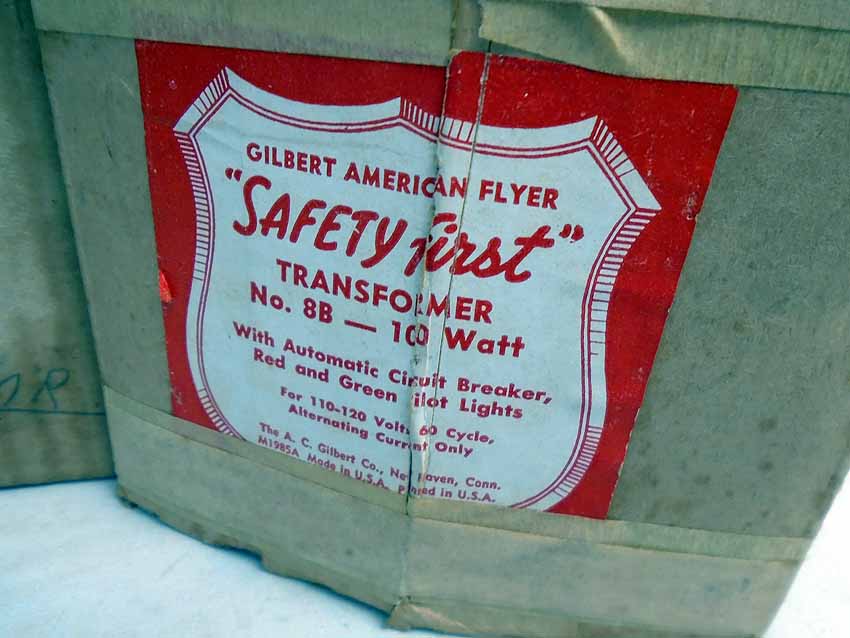 GILBERT AMERICAN FLYER
"SAFETY First"
TRANSFORMER
No. 8B — 100 Watt
With Automatic Circuit Breaker,
Red and Green Pilot Lights
For 110-120 Volts 60 Cycle,
Alternating Current Only
The A. C. Gilbert Co., New Haven, Conn.
M1985A Made in U.S.A. Printed in U.S.A.
OR